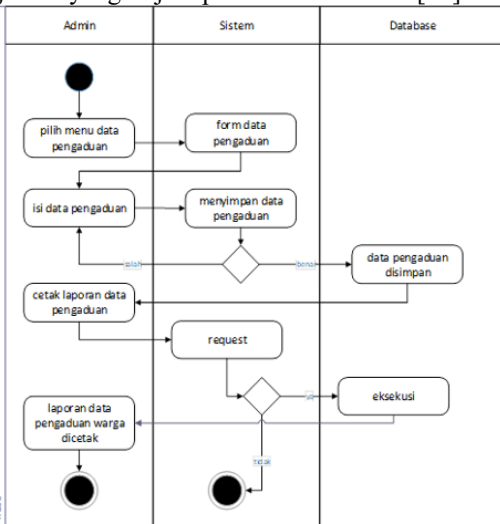 Admin
Sistem
Database
pilih menu data
pengaduan
form data
pengaduan
isi data pengaduan
menyimpan data
pengaduan
salah
benar
data pengaduan
disimpan
cetak laporan data
pengaduan
request
ya
eksekusi
laporan data
pengaduan warga
dicetak
tidak